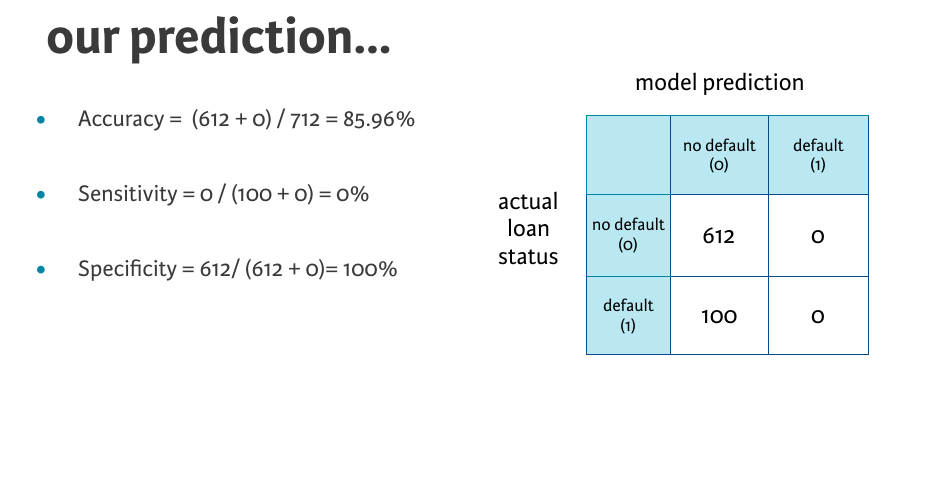 our prediction...
• Accuracy = (612 + 0) / 712 = 85.96%
• Sensitivity = 0 / (100 + 0) = 0%
• Specificity = 612/ (612 + 0)= 100%
model prediction
no default
(0)
default
(1)
actual
loan
status
no default
(0)
612
0
default
(1)
100
0